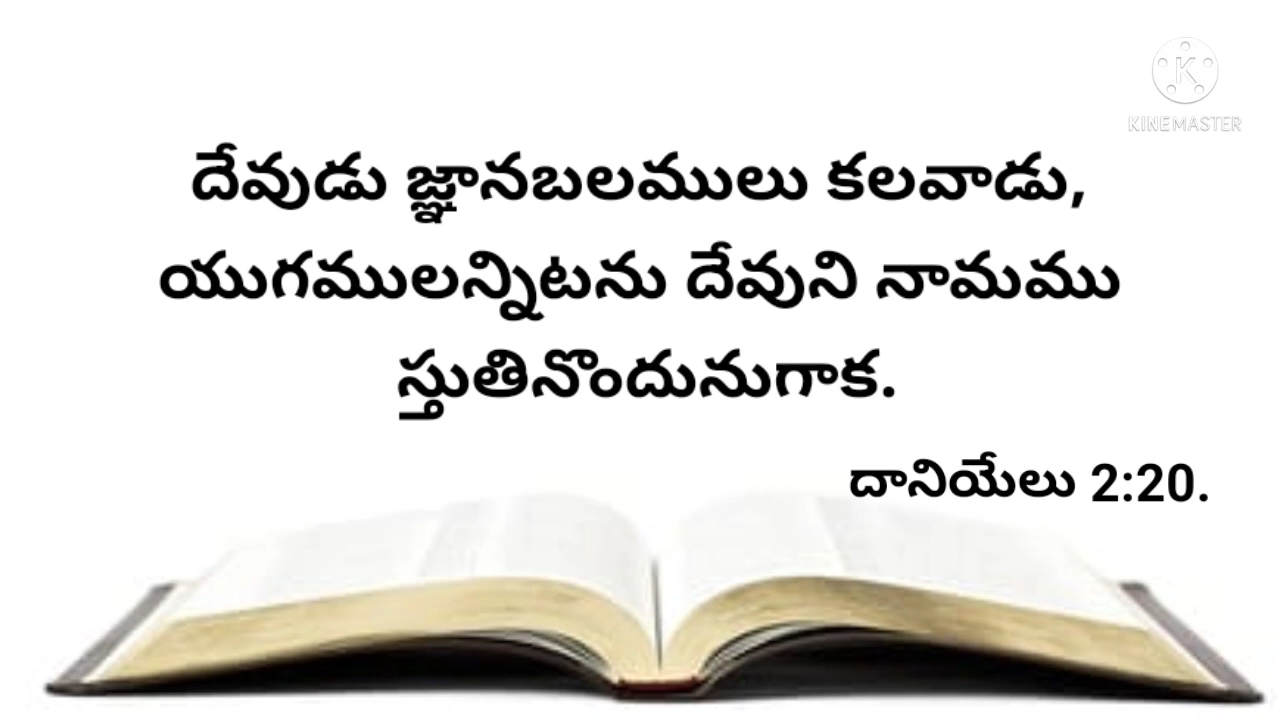 KINEMASTER
దేవుడు జ్ఞానబలములు కలవాడు,
యుగములన్నిటను దేవుని నామము
స్తుతినొందునుగాక.
దానియేలు 2:20.